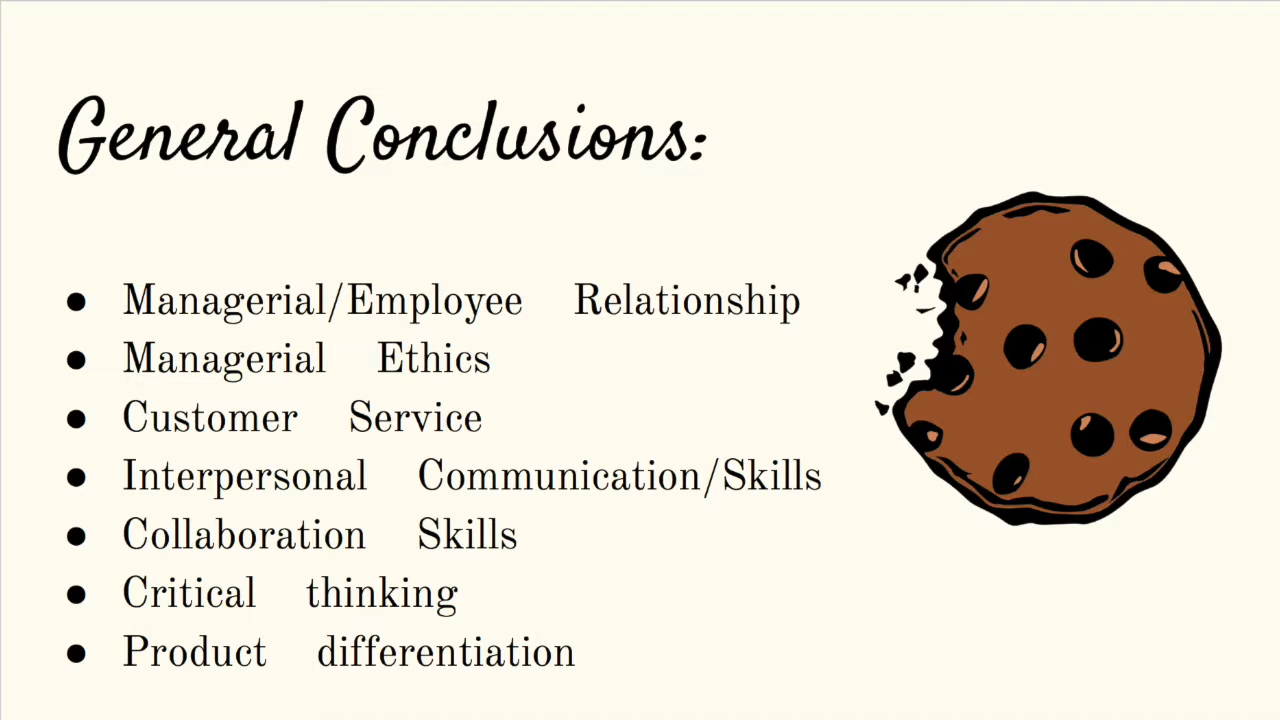 General Conclusions:
● Managerial/Employee Relationship
● Managerial Ethics
● Customer Service
● Interpersonal Communication/Skills
● Collaboration Skills
● Critical thinking
● Product differentiation